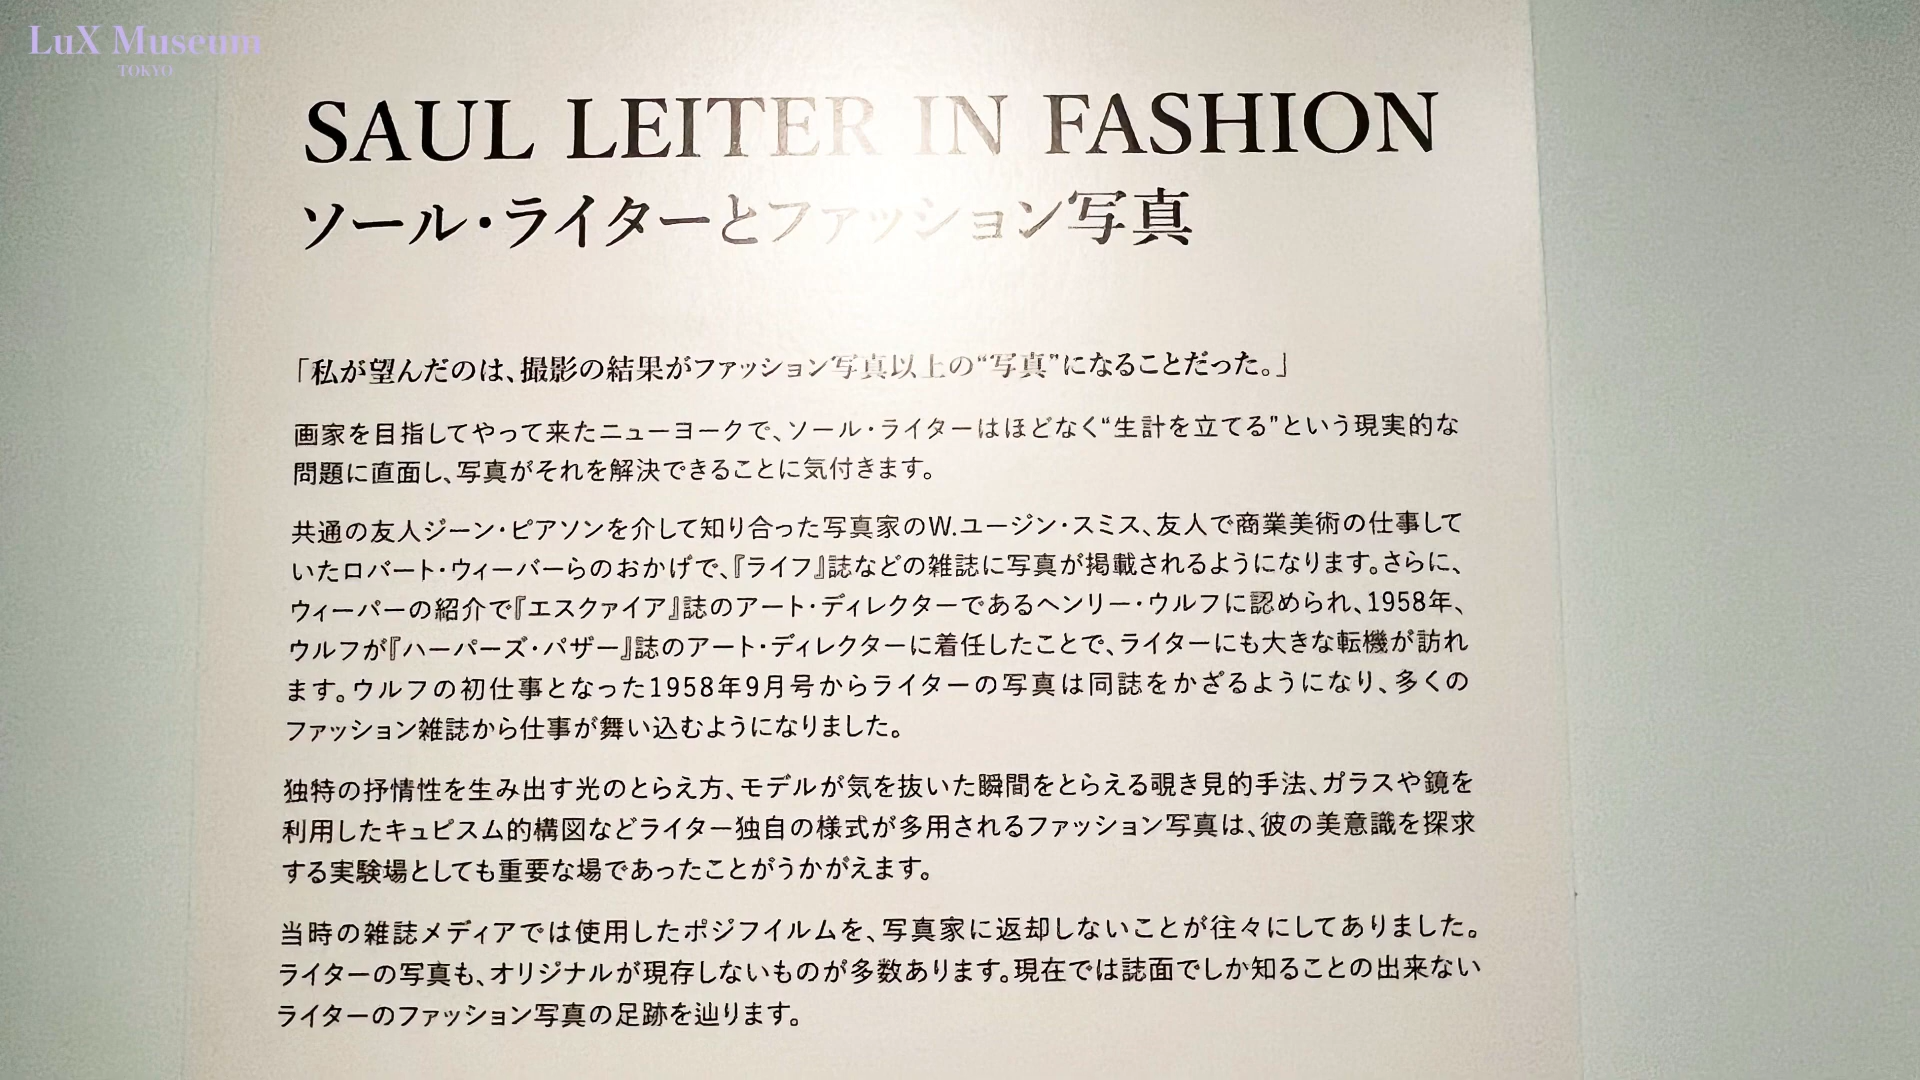 LuX Museum
TOKYO
SAUL LEITER IN FASHION
ソール・ライターとファッション写真
「私が望んだのは、撮影の結果がファッション写真以上の“写真”になることだった。」
画家を目指してやって来たニューヨークで、ソール・ライターはほどなく“生計を立てる”という現実的な
問題に直面し、写真がそれを解決できることに気付きます。
共通の友人ジーン・ピアソンを介して知り合った写真家のW.ユージン・スミス、友人で商業美術の仕事して
いたロバート・ウィーバーらのおかげで、『ライフ』誌などの雑誌に写真が掲載されるようになります。さらに、
ウィーバーの紹介で『エスクァイア』誌のアート・ディレクターであるヘンリー・ウルフに認められ、1958年、
ウルフが『ハーパーズ・バザー』誌のアート・ディレクターに着任したことで、ライターにも大きな転機が訪れ
ます。ウルフの初仕事となった1958年9月号からライターの写真は同誌をかざるようになり、多くの
ファッション雑誌から仕事が舞い込むようになりました。
独特の抒情性を生み出す光のとらえ方、モデルが気を抜いた瞬間をとらえる覗き見的手法、ガラスや鏡を
利用したキュビスム的構図などライター独自の様式が多用されるファッション写真は、彼の美意識を探求
する実験場としても重要な場であったことがうかがえます。
当時の雑誌メディアでは使用したポジフイルムを、写真家に返却しないことが往々にしてありました。
ライターの写真も、オリジナルが現存しないものが多数あります。現在では誌面でしか知ることの出来ない
ライターのファッション写真の足跡を辿ります。